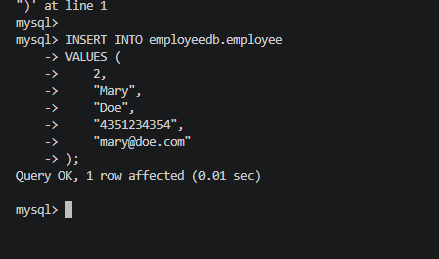 ")' at line 1
mysql>
mysql> INSERT INTO employeedb.employee
    -> VALUES (
    ->     2,
    ->     "Mary",
    ->     "Doe",
    ->     "4351234354",
    ->     "mary@doe.com"
    -> );
Query OK, 1 row affected (0.01 sec)
mysql>